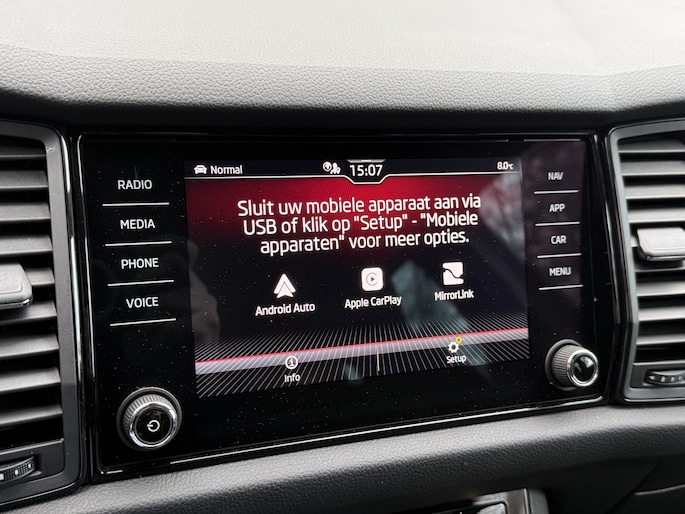 Normal
15:07
8.0°C
Sluit uw mobiele apparaat aan via
USB of klik op "Setup" - "Mobiele
apparaten" voor meer opties.
Android Auto
Apple CarPlay
MirrorLink
Info
Setup
RADIO
MEDIA
PHONE
VOICE
NAV
APP
CAR
MENU